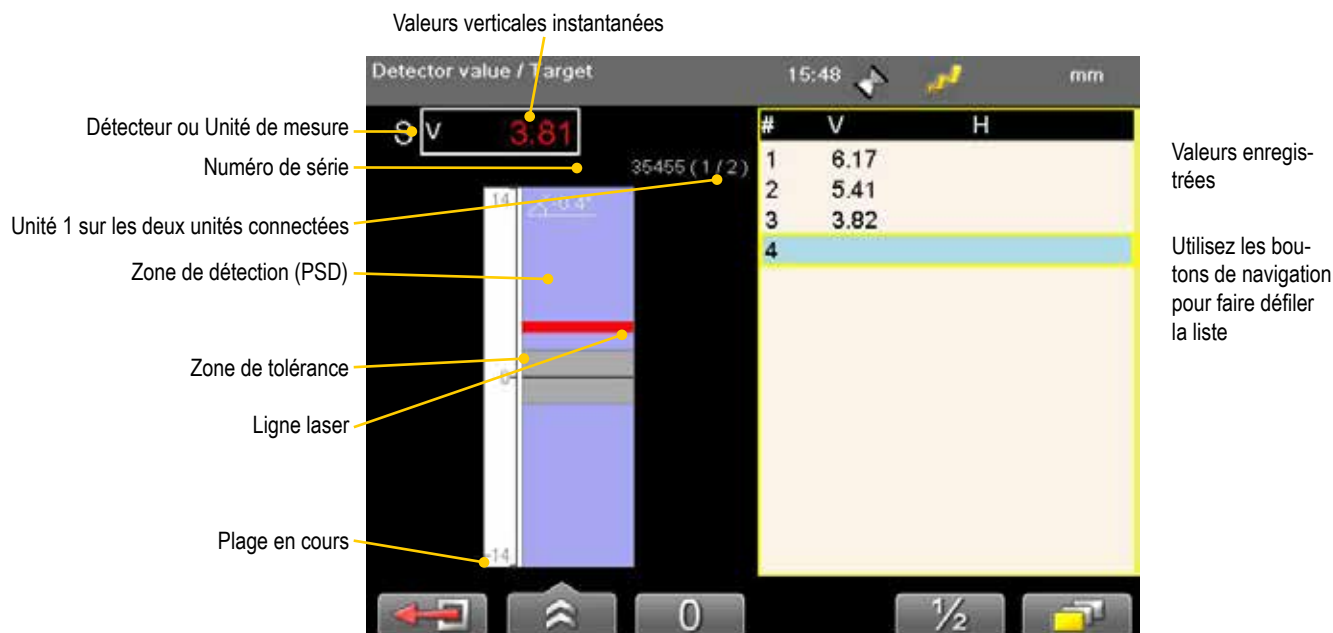 Valeurs verticales instantanées
Detector value / Target 15:48 mm
Détecteur ou Unité de mesure
S V 3.81
Numéro de série
35455 (1/2)
Unité 1 sur les deux unités connectées
14
-0.4°
Zone de détection (PSD)
Zone de tolérance
0
Ligne laser
Plage en cours
-14
# V H
1 6.17
2 5.41
3 3.82
4
Valeurs enregis-
trées
Utilisez les bou-
tons de navigation
pour faire défiler
la liste
0
½